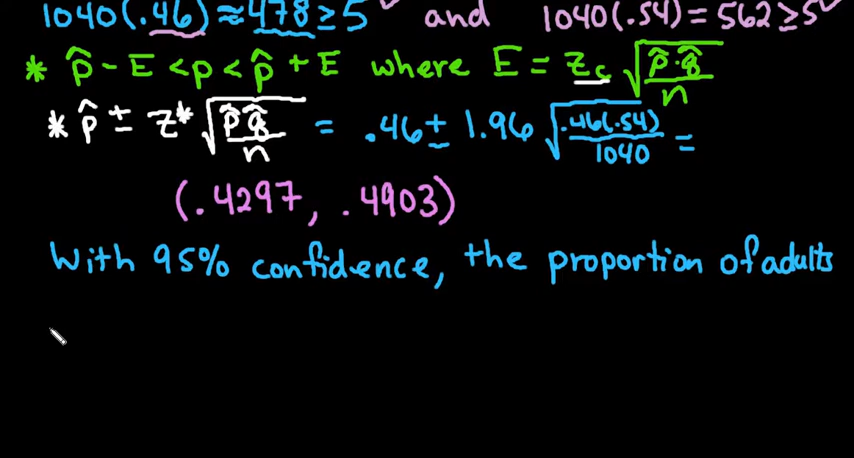 1040(.46) ≈ 478 ≥ 5 and 1040(.54) = 562 ≥ 5 ✓
* p̂ - E < p < p̂ + E where E = z_c √(p̂·q̂/n)
* p̂ ± z* √(p̂q̂/n) = .46 ± 1.96 √(.46(.54)/1040) =
(.4297, .4903)
With 95% confidence, the proportion of adults